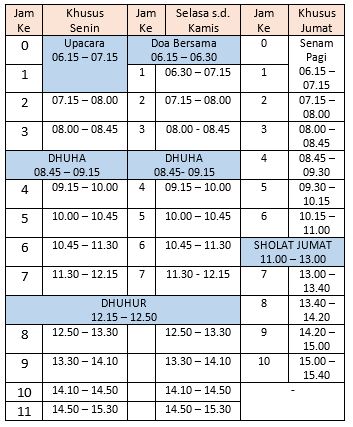 Jam Ke Khusus Senin Jam Ke Selasa s.d. Kamis Jam Ke Khusus Jumat
0 Upacara 06.15 – 07.15 Doa Bersama 06.15 – 06.30 0 Senam Pagi
1 1 06.30 – 07.15 1 06.15 – 07.15
2 07.15 – 08.00 2 07.15 – 08.00 2 07.15 – 08.00
3 08.00 – 08.45 3 08.00 - 08.45 3 08.00 – 08.45
DHUHA 08.45 – 09.15 DHUHA 08.45- 09.15 4 08.45 – 09.30
4 09.15 – 10.00 4 09.15 – 10.00 5 09.30 – 10.15
5 10.00 – 10.45 5 10.00 – 10.45 6 10.15 – 11.00
6 10.45 – 11.30 6 10.45 – 11.30 SHOLAT JUMAT 11.00 – 13.00
7 11.30 – 12.15 7 11.30 - 12.15 7 13.00 – 13.40
DHUHUR 12.15 – 12.50 8 13.40 – 14.20
8 12.50 – 13.30 12.50 – 13.30 9 14.20 – 15.00
9 13.30 – 14.10 13.30 – 14.10 10 15.00 – 15.40
10 14.10 – 14.50 14.10 – 14.50 -
11 14.50 – 15.30 14.50 – 15.30